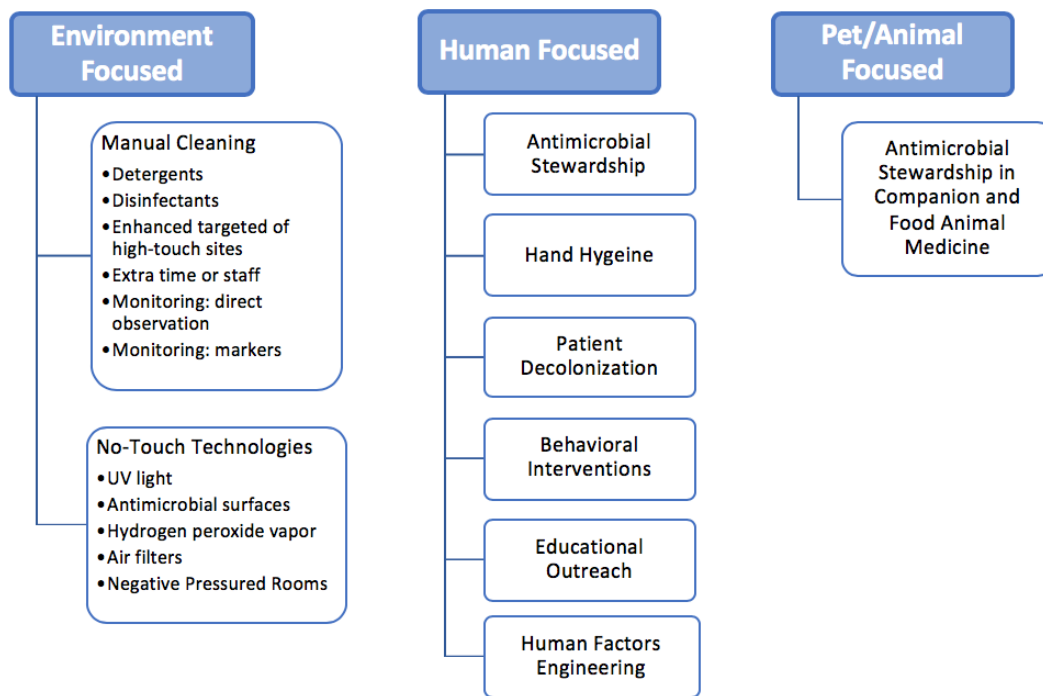 Environment
Focused
Manual Cleaning
•Detergents
•Disinfectants
•Enhanced targeted of
high-touch sites
•Extra time or staff
•Monitoring: direct
observation
•Monitoring: markers
No-Touch Technologies
•UV light
•Antimicrobial surfaces
•Hydrogen peroxide vapor
•Air filters
•Negative Pressured Rooms
Human Focused
Antimicrobial
Stewardship
Hand Hygeine
Patient
Decolonization
Behavioral
Interventions
Educational
Outreach
Human Factors
Engineering
Pet/Animal
Focused
Antimicrobial
Stewardship in
Companion and
Food Animal
Medicine